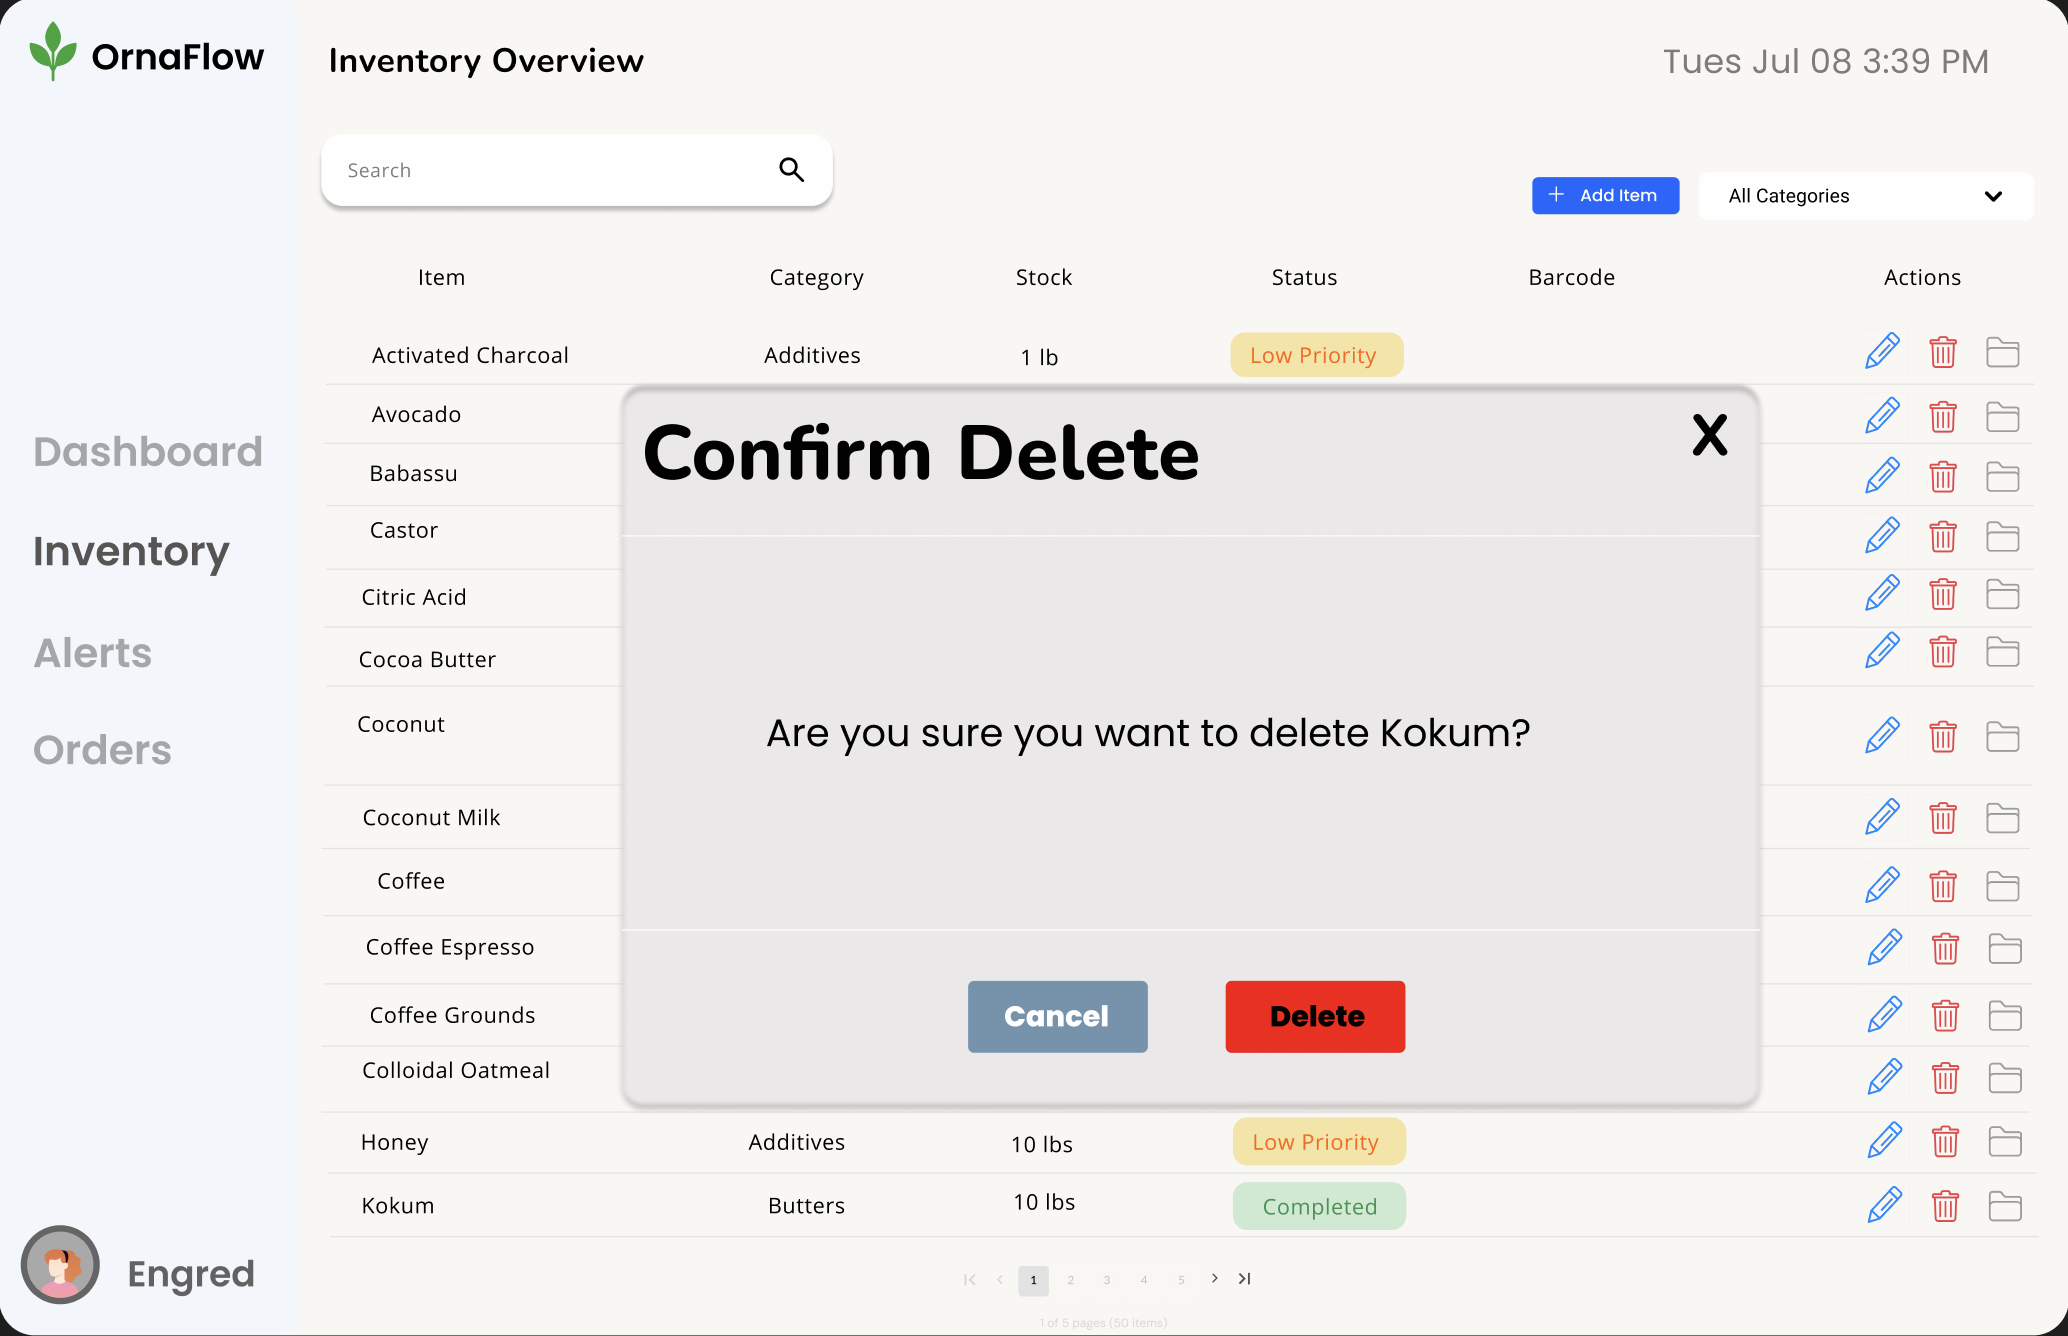 OrnaFlow
Inventory Overview
Tues Jul 08 3:39 PM
Search
+ Add Item
All Categories
Item Category Stock Status Barcode Actions
Activated Charcoal Additives 1 lb Low Priority
Avocado
Babassu
Castor
Citric Acid
Cocoa Butter
Coconut
Coconut Milk
Coffee
Coffee Espresso
Coffee Grounds
Colloidal Oatmeal
Honey Additives 10 lbs Low Priority
Kokum Butters 10 lbs Completed
Confirm Delete
X
Are you sure you want to delete Kokum?
Cancel Delete
Dashboard
Inventory
Alerts
Orders
Engred
1 2 3 4 5
1 of 5 pages (50 items)